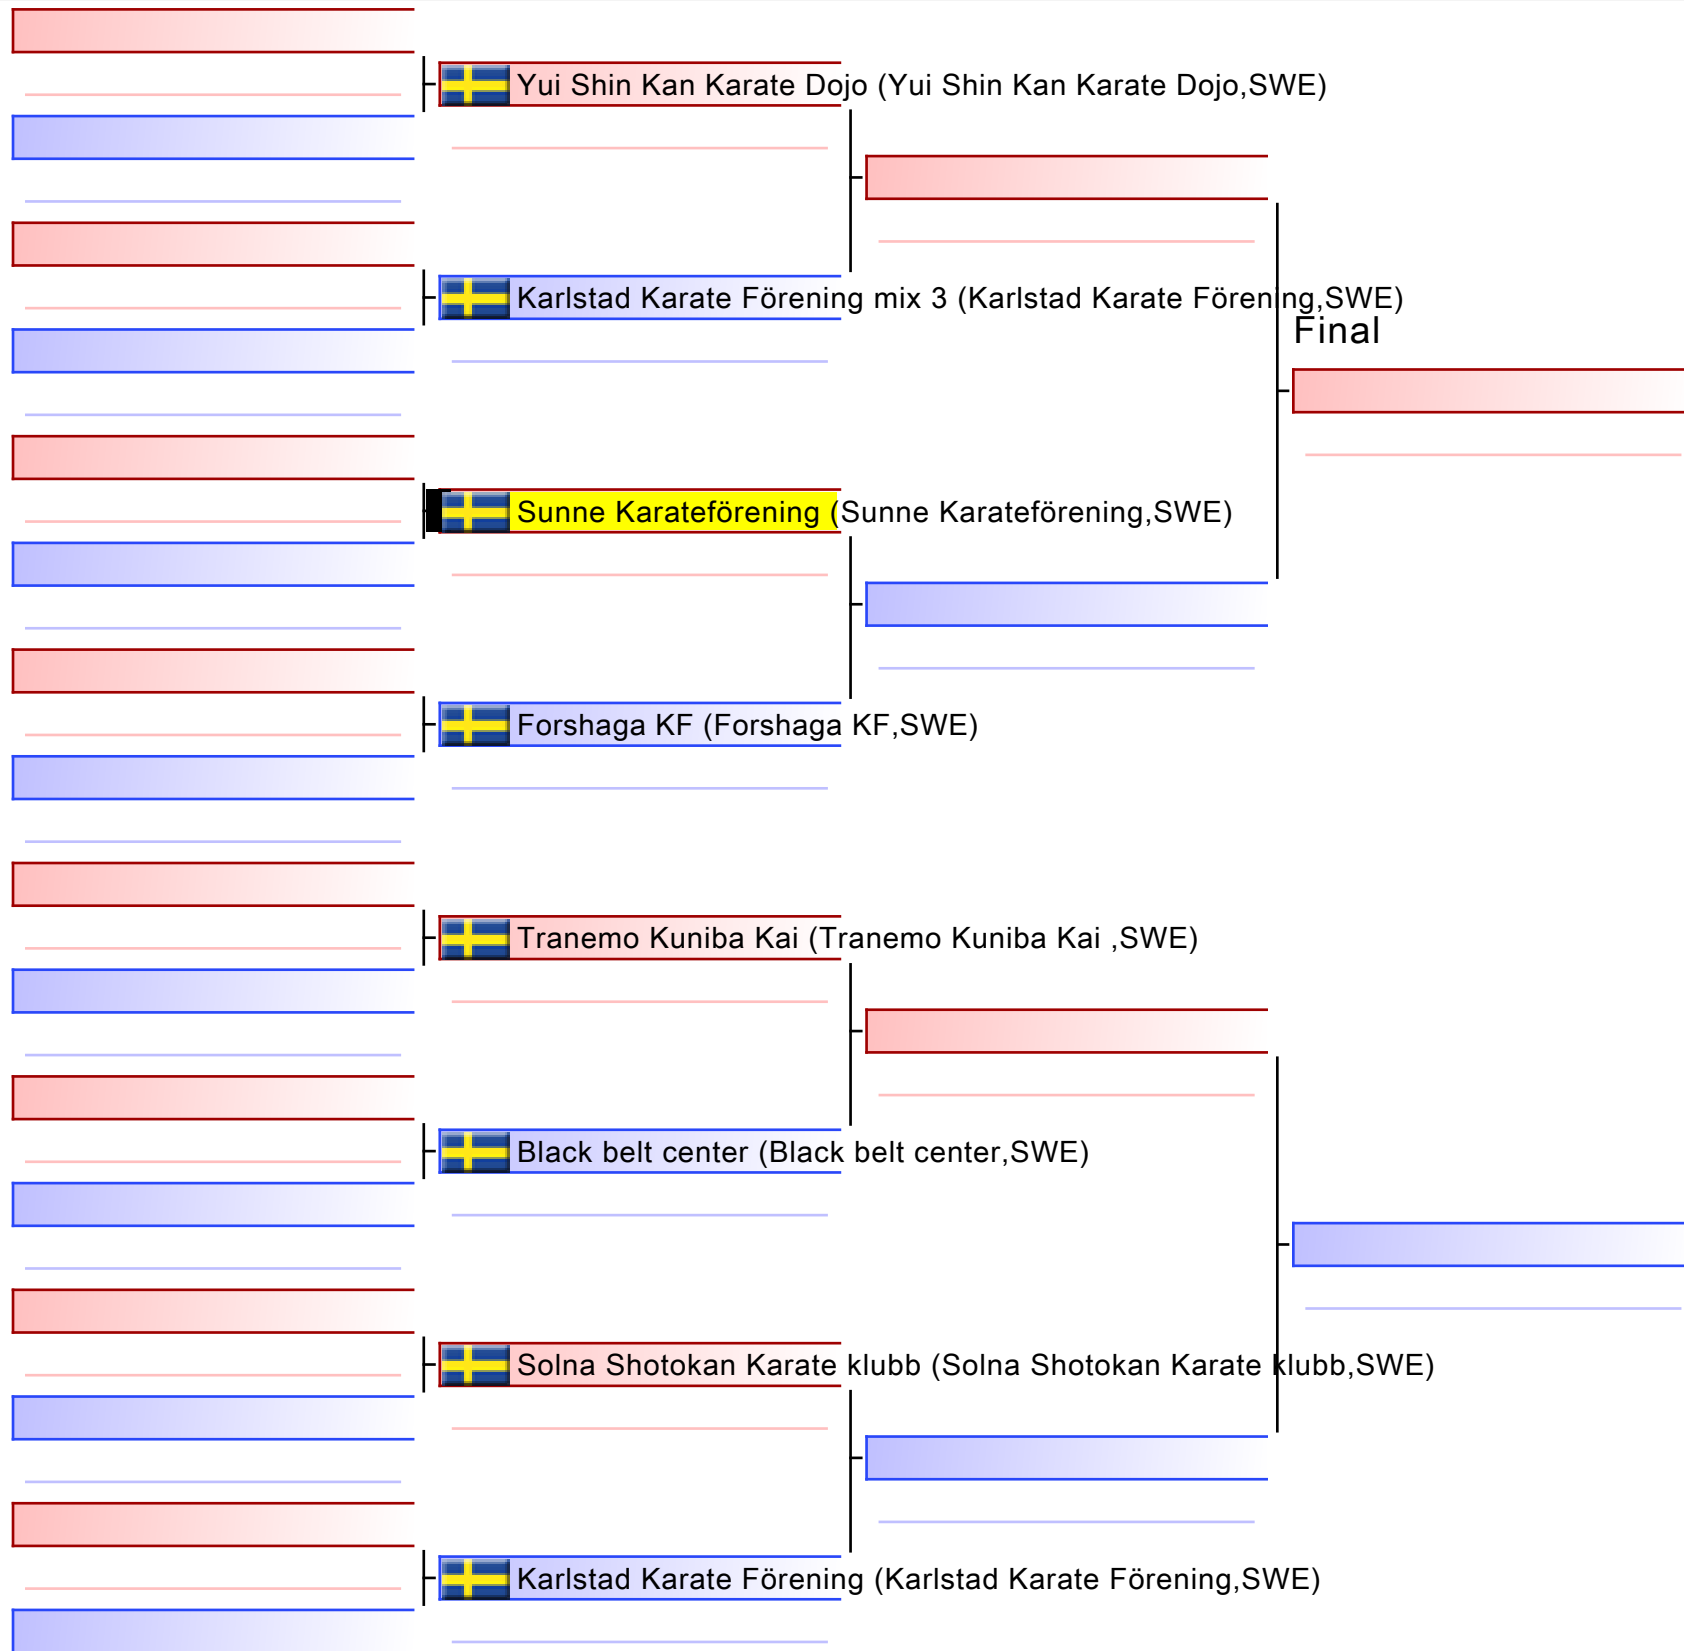 Yui Shin Kan Karate Dojo (Yui Shin Kan Karate Dojo,SWE)
Karlstad Karate Förening mix 3 (Karlstad Karate Förening,SWE)
Final
Sunne Karateförening (Sunne Karateförening,SWE)
Forshaga KF (Forshaga KF,SWE)
Tranemo Kuniba Kai (Tranemo Kuniba Kai ,SWE)
Black belt center (Black belt center,SWE)
Solna Shotokan Karate klubb (Solna Shotokan Karate klubb,SWE)
Karlstad Karate Förening (Karlstad Karate Förening,SWE)